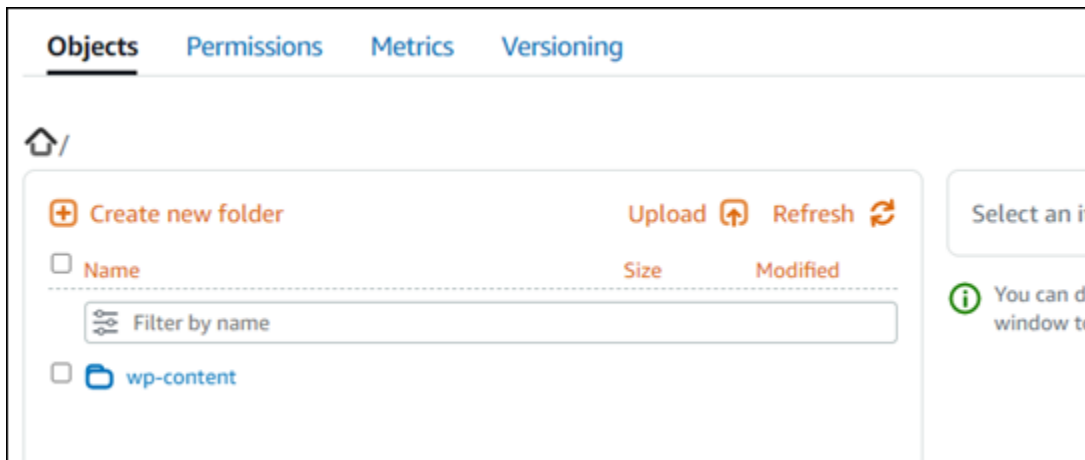 Objects Permissions Metrics Versioning
/
Create new folder Upload Refresh
Name Size Modified
Filter by name
wp-content
Select an
You can
window